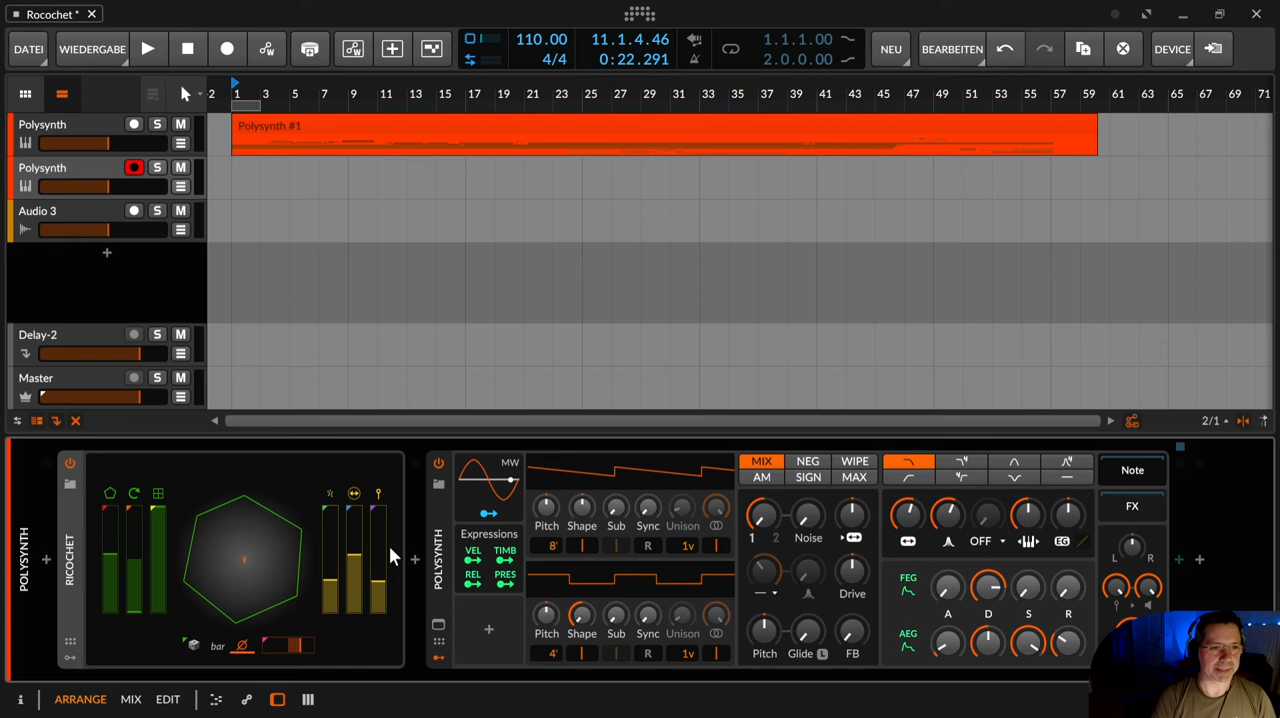 Ricochet *
DATEI
WIEDERGABE
110.00
4/4
11.1.4.46
0:22.291
1.1.1.00
2.0.0.00
NEU
BEARBEITEN
DEVICE
-2 1 3 5 7 9 11 13 15 17 19 21 23 25 27 29 31 33 35 37 39 41 43 45 47 49 51 53 55 57 59 61 63 65 67 69 71
Polysynth S M
Polysynth #1
Polysynth S M
Audio 3 S M
+
Delay-2 S M
Master S M
2/1
POLYSYNTH
RICOCHET
bar
POLYSYNTH
MW
Expressions
VEL TIMB
REL PRES
Pitch Shape Sub Sync Unison
8' R 1v
Pitch Shape Sub Sync Unison
4' R 1v
MIX NEG WIPE
AM SIGN MAX
1 2 Noise
Drive
Pitch Glide L FB
OFF EG
FEG
A D S R
AEG
Note
FX
L R
i ARRANGE MIX EDIT